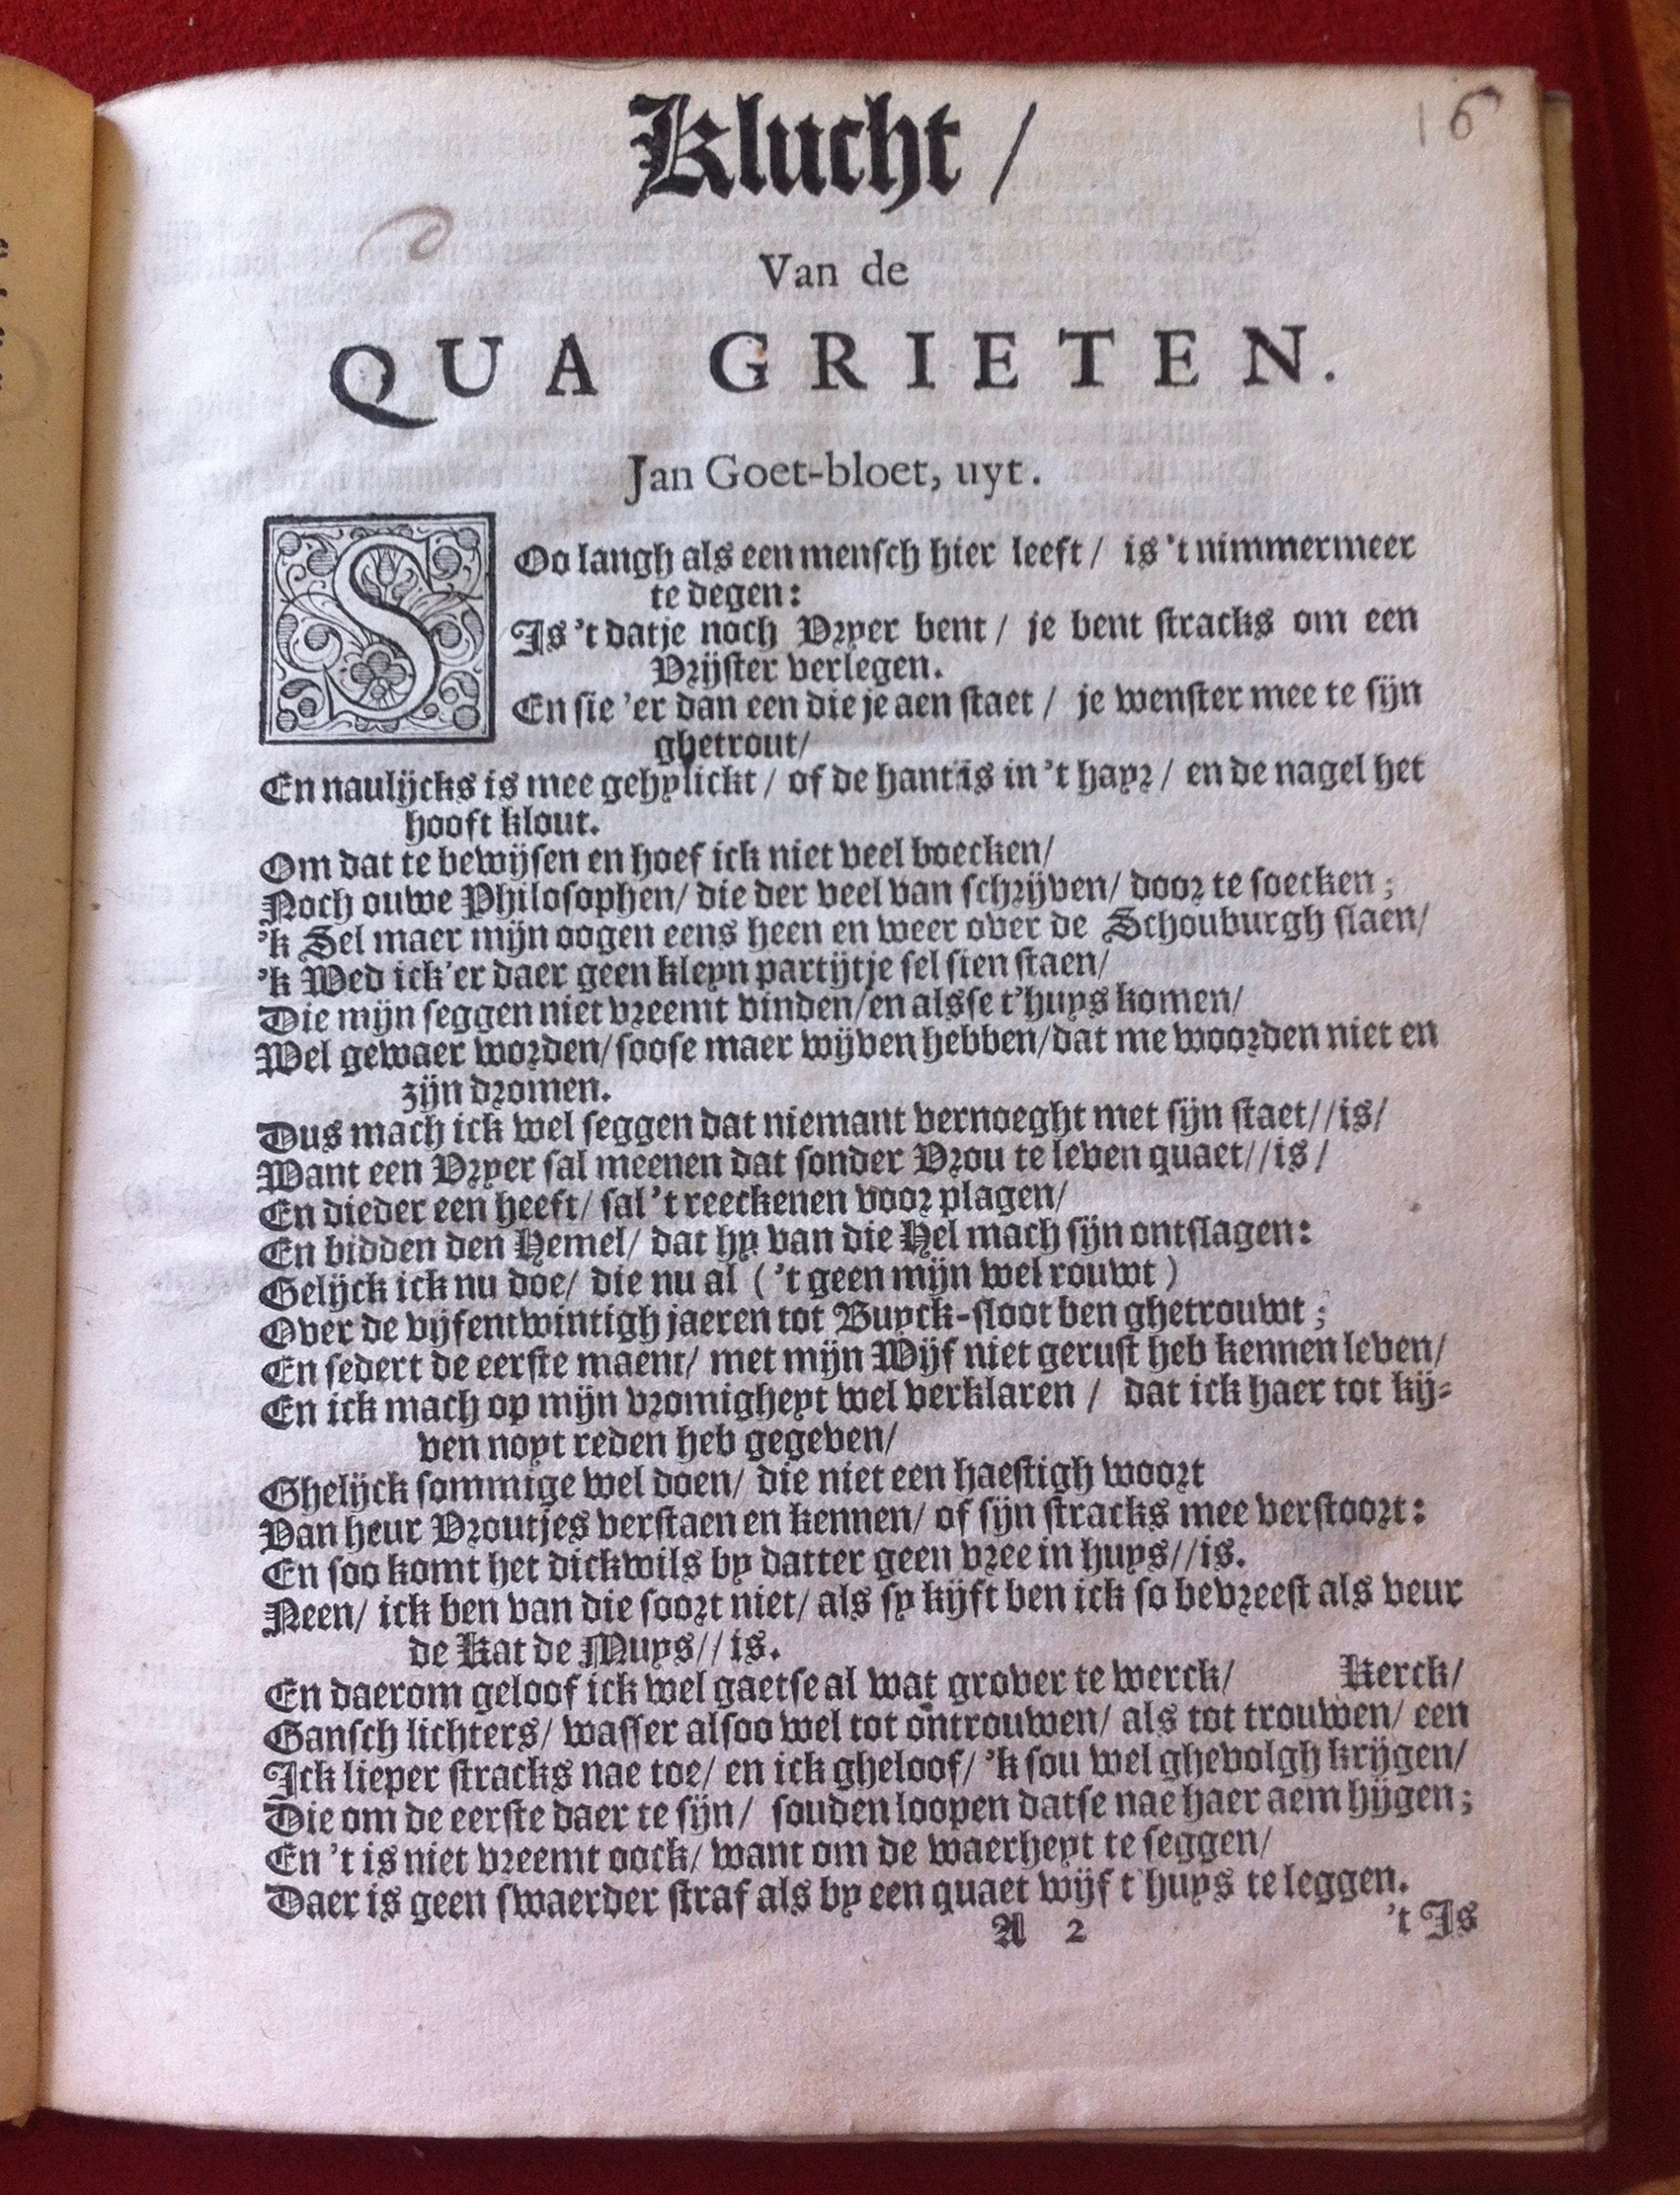 16
Klucht /
Van de
QUA GRIETEN.
Jan Goet-bloet, uyt.
SOo langh als een mensch hier leeft / is 't nimmermeer
te degen:
Is 't datje noch Vryer bent / je bent stracks om een
Vrijster verlegen.
En sie 'er dan een die je aen staet / je wenster mee te sijn
ghetrout/
En naulijcks is mee gehylickt / of de hant is in 't hayr / en de nagel het
hooft klout.
Om dat te bewijsen en hoef ick niet veel boecken/
Noch ouwe Philosophen/ die der veel van schrijven/ door te soecken;
'k Sel maer mijn oogen eens heen en weer over de Schouburgh slaen/
'k Wed ick'er daer geen kleyn partijtje sel sien staen/
Die mijn seggen niet vreemt vinden/en alsse t'huys komen/
Wel gewaer worden/soose maer wijven hebben/dat me woorden niet en
zijn dromen.
Dus mach ick wel seggen dat niemant vernoeght met sijn staet//is/
Want een Vryer sal meenen dat sonder Vrou te leven quaet//is /
En dieder een heeft/ sal 't reeckenen voor plagen/
En bidden den Hemel/ dat hy van die Hel mach sijn ontslagen:
Gelijck ick nu doe/ die nu al ('t geen mijn wel rouwt)
Over de vijfentwintigh jaeren tot Buyck-sloot ben ghetrouwt;
En sedert de eerste maent/ met mijn Wijf niet gerust heb kennen leven/
En ick mach op mijn vromigheyt wel verklaren / dat ick haer tot kij-
ven noyt reden heb gegeven/
Ghelijck sommige wel doen/ die niet een haestigh woort
Van heur Vroutjes verstaen en kennen/ of sijn stracks mee verstoort:
En soo komt het dickwils by datter geen vree in huys//is.
Neen/ ick ben van die soort niet/ als sy kijft ben ick so bevreest als veur
de Kat de Muys//is.
En daerom geloof ick wel gaetse al wat grover te werck/ Kerck/
Gansch lichters/ wasser alsoo wel tot ontrouwen/ als tot trouwen/ een
Ick lieper stracks nae toe/ en ick gheloof/ 'k sou wel ghevolgh krijgen/
Die om de eerste daer te sijn/ souden loopen datse nae haer aem hijgen;
En 't is niet vreemt oock/ want om de waerheyt te seggen/
Daer is geen swaerder straf als by een quaet wijf t'huys te leggen.
A 2 't Is